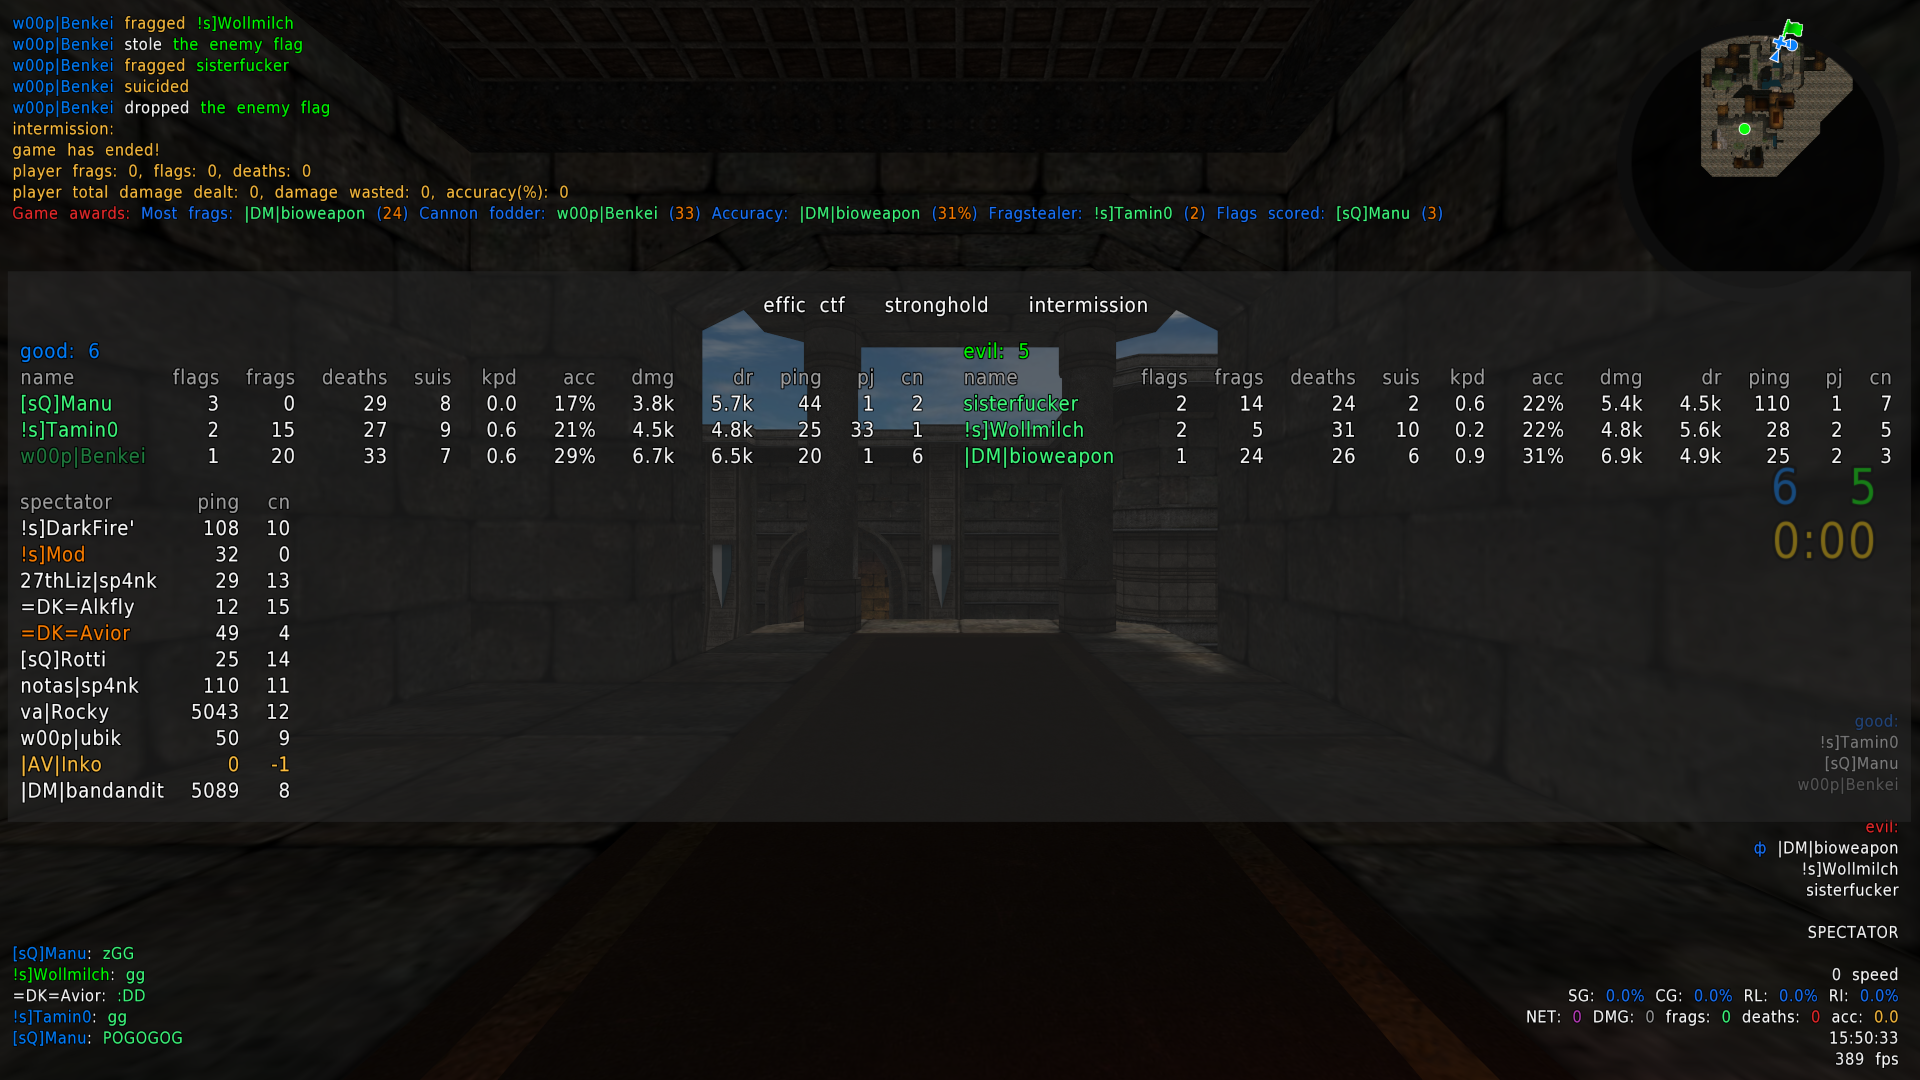 w00p|Benkei fragged !s]Wollmilch
w00p|Benkei stole the enemy flag
w00p|Benkei fragged sisterfucker
w00p|Benkei suicided
w00p|Benkei dropped the enemy flag
intermission:
game has ended!
player frags: 0, flags: 0, deaths: 0
player total damage dealt: 0, damage wasted: 0, accuracy(%): 0
Game awards: Most frags: |DM|bioweapon (24) Cannon fodder: w00p|Benkei (33) Accuracy: |DM|bioweapon (31%) Fragstealer: !s]Tamin0 (2) Flags scored: [sQ]Manu (3)
effic ctf stronghold intermission
good: 6
name flags frags deaths suis kpd acc dmg dr ping pj cn
[sQ]Manu 3 0 29 8 0.0 17% 3.8k 5.7k 44 1 2
!s]Tamin0 2 15 27 9 0.6 21% 4.5k 4.8k 25 33 1
w00p|Benkei 1 20 33 7 0.6 29% 6.7k 6.5k 20 1 6
evil: 5
name flags frags deaths suis kpd acc dmg dr ping pj cn
sisterfucker 2 14 24 2 0.6 22% 5.4k 4.5k 110 1 7
!s]Wollmilch 2 5 31 10 0.2 22% 4.8k 5.6k 28 2 5
|DM|bioweapon 1 24 26 6 0.9 31% 6.9k 4.9k 25 2 3
6 5
0:00
spectator ping cn
!s]DarkFire' 108 10
!s]Mod 32 0
27thLiz|sp4nk 29 13
=DK=Alkfly 12 15
=DK=Avior 49 4
[sQ]Rotti 25 14
notas|sp4nk 110 11
va|Rocky 5043 12
w00p|ubik 50 9
|AV|Inko 0 -1
|DM|bandandit 5089 8
good:
!s]Tamin0
[sQ]Manu
w00p|Benkei
evil:
ф |DM|bioweapon
!s]Wollmilch
sisterfucker
SPECTATOR
0 speed
SG: 0.0% CG: 0.0% RL: 0.0% RI: 0.0%
NET: 0 DMG: 0 frags: 0 deaths: 0 acc: 0.0
15:50:33
389 fps
[sQ]Manu: zGG
!s]Wollmilch: gg
=DK=Avior: :DD
!s]Tamin0: gg
[sQ]Manu: POGOGOG